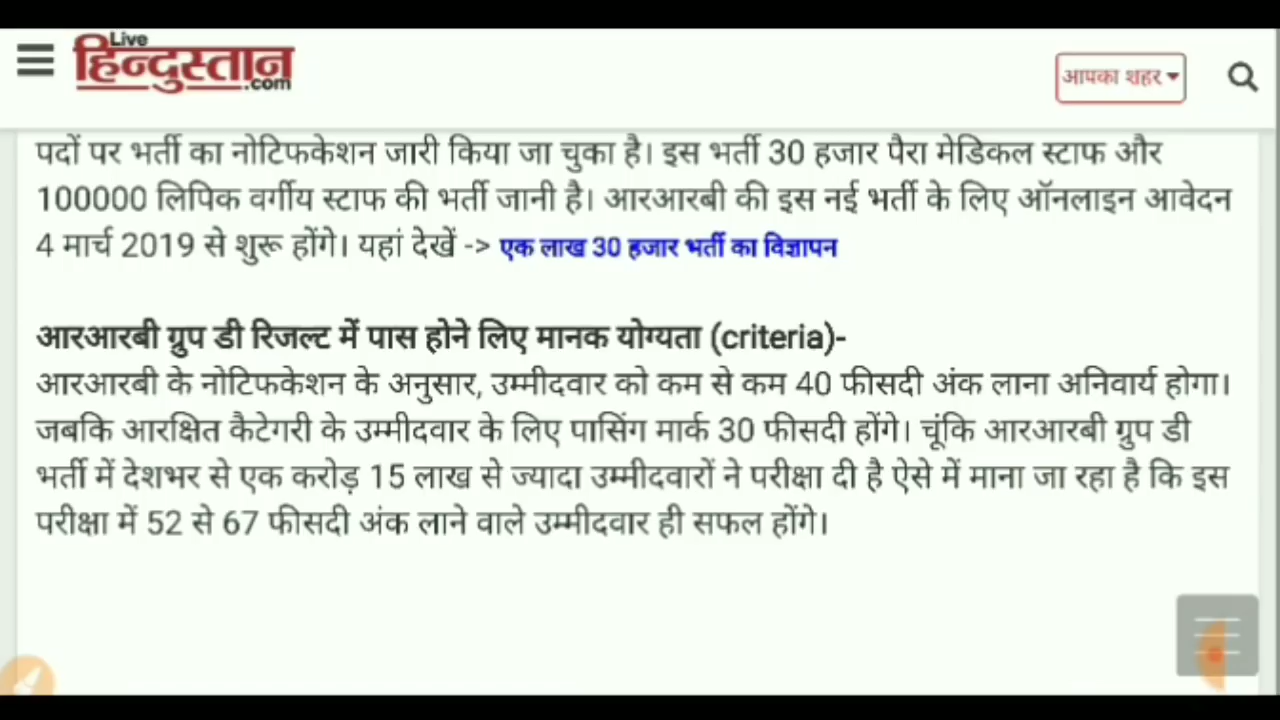 Live
हिन्दुस्तान
.com
आपका शहर
पदों पर भर्ती का नोटिफकेशन जारी किया जा चुका है। इस भर्ती 30 हजार पैरा मेडिकल स्टाफ और
100000 लिपिक वर्गीय स्टाफ की भर्ती जानी है। आरआरबी की इस नई भर्ती के लिए ऑनलाइन आवेदन
4 मार्च 2019 से शुरू होंगे। यहां देखें -> एक लाख 30 हजार भर्ती का विज्ञापन
आरआरबी ग्रुप डी रिजल्ट में पास होने लिए मानक योग्यता (criteria)-
आरआरबी के नोटिफकेशन के अनुसार, उम्मीदवार को कम से कम 40 फीसदी अंक लाना अनिवार्य होगा।
जबकि आरक्षित कैटेगरी के उम्मीदवार के लिए पासिंग मार्क 30 फीसदी होंगे। चूंकि आरआरबी ग्रुप डी
भर्ती में देशभर से एक करोड़ 15 लाख से ज्यादा उम्मीदवारों ने परीक्षा दी है ऐसे में माना जा रहा है कि इस
परीक्षा में 52 से 67 फीसदी अंक लाने वाले उम्मीदवार ही सफल होंगे।